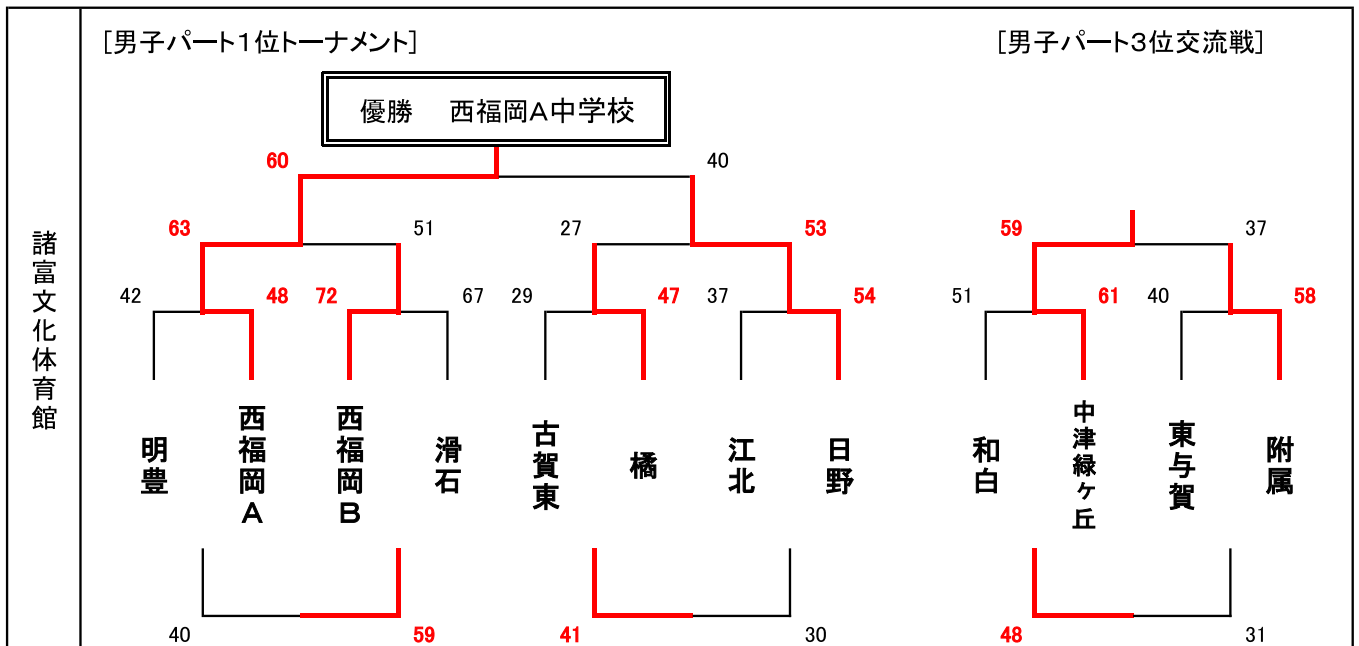 [男子パート１位トーナメント]
[男子パート３位交流戦]
優勝　西福岡Ａ中学校
60
40
63
51
27
53
59
37
42
48
72
67
29
47
37
54
51
61
40
58
諸富文化体育館
明豊
西福岡Ａ
西福岡Ｂ
滑石
古賀東
橘
江北
日野
和白
中津緑ヶ丘
東与賀
附属
40
59
41
30
48
31